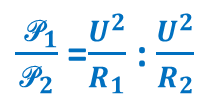 𝒫₁/𝒫₂ = U²/R₁ : U²/R₂